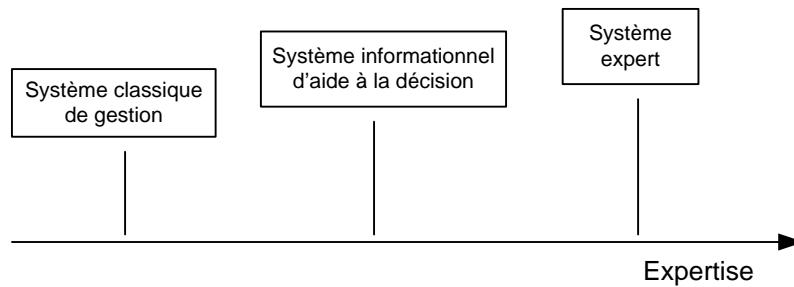 Système classique
de gestion
Système informationnel
d'aide à la décision
Système
expert
Expertise